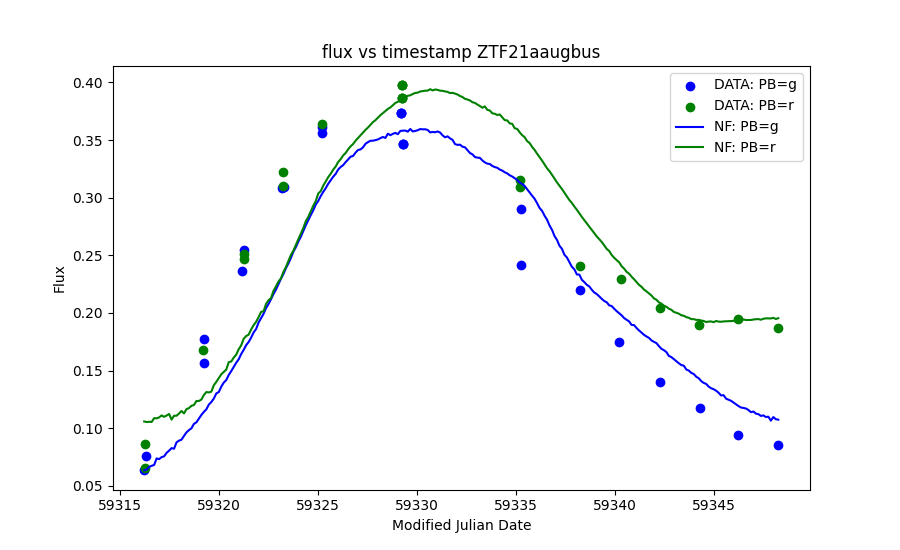 flux vs timestamp ZTF21aaugbus
DATA: PB=g
DATA: PB=r
NF: PB=g
NF: PB=r
0.40
0.35
0.30
0.25
0.20
0.15
0.10
0.05
Flux
59315
59320
59325
59330
59335
59340
59345
Modified Julian Date